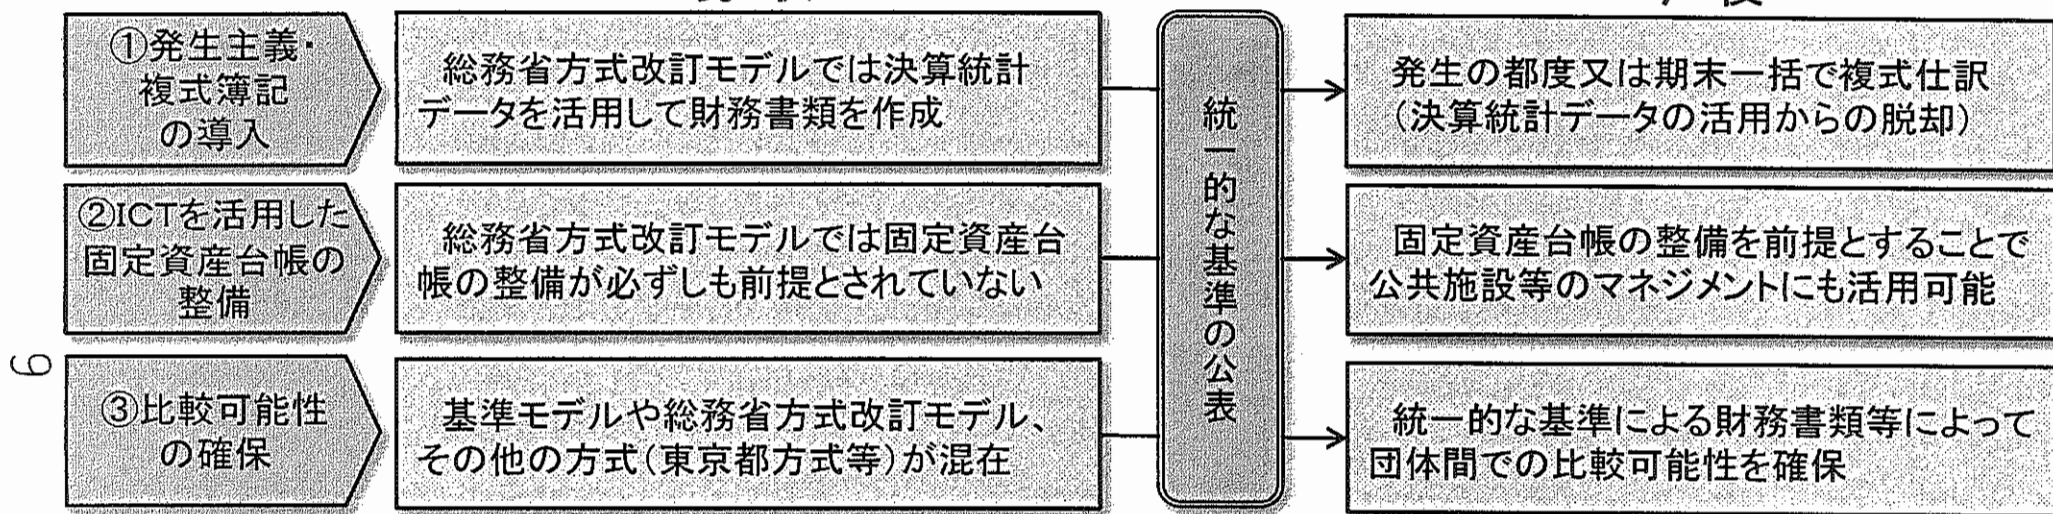 ①発生主義・
複式簿記
の導入
総務省方式改訂モデルでは決算統計
データを活用して財務書類を作成
発生の都度又は期末一括で複式仕訳
(決算統計データの活用からの脱却)
②ICTを活用した
固定資産台帳の
整備
総務省方式改訂モデルでは固定資産台
帳の整備が必ずしも前提とされていない
固定資産台帳の整備を前提とすることで
公共施設等のマネジメントにも活用可能
③比較可能性
の確保
基準モデルや総務省方式改訂モデル、
その他の方式(東京都方式等)が混在
統一的な基準による財務書類等によって
団体間での比較可能性を確保
統一的な基準の公表